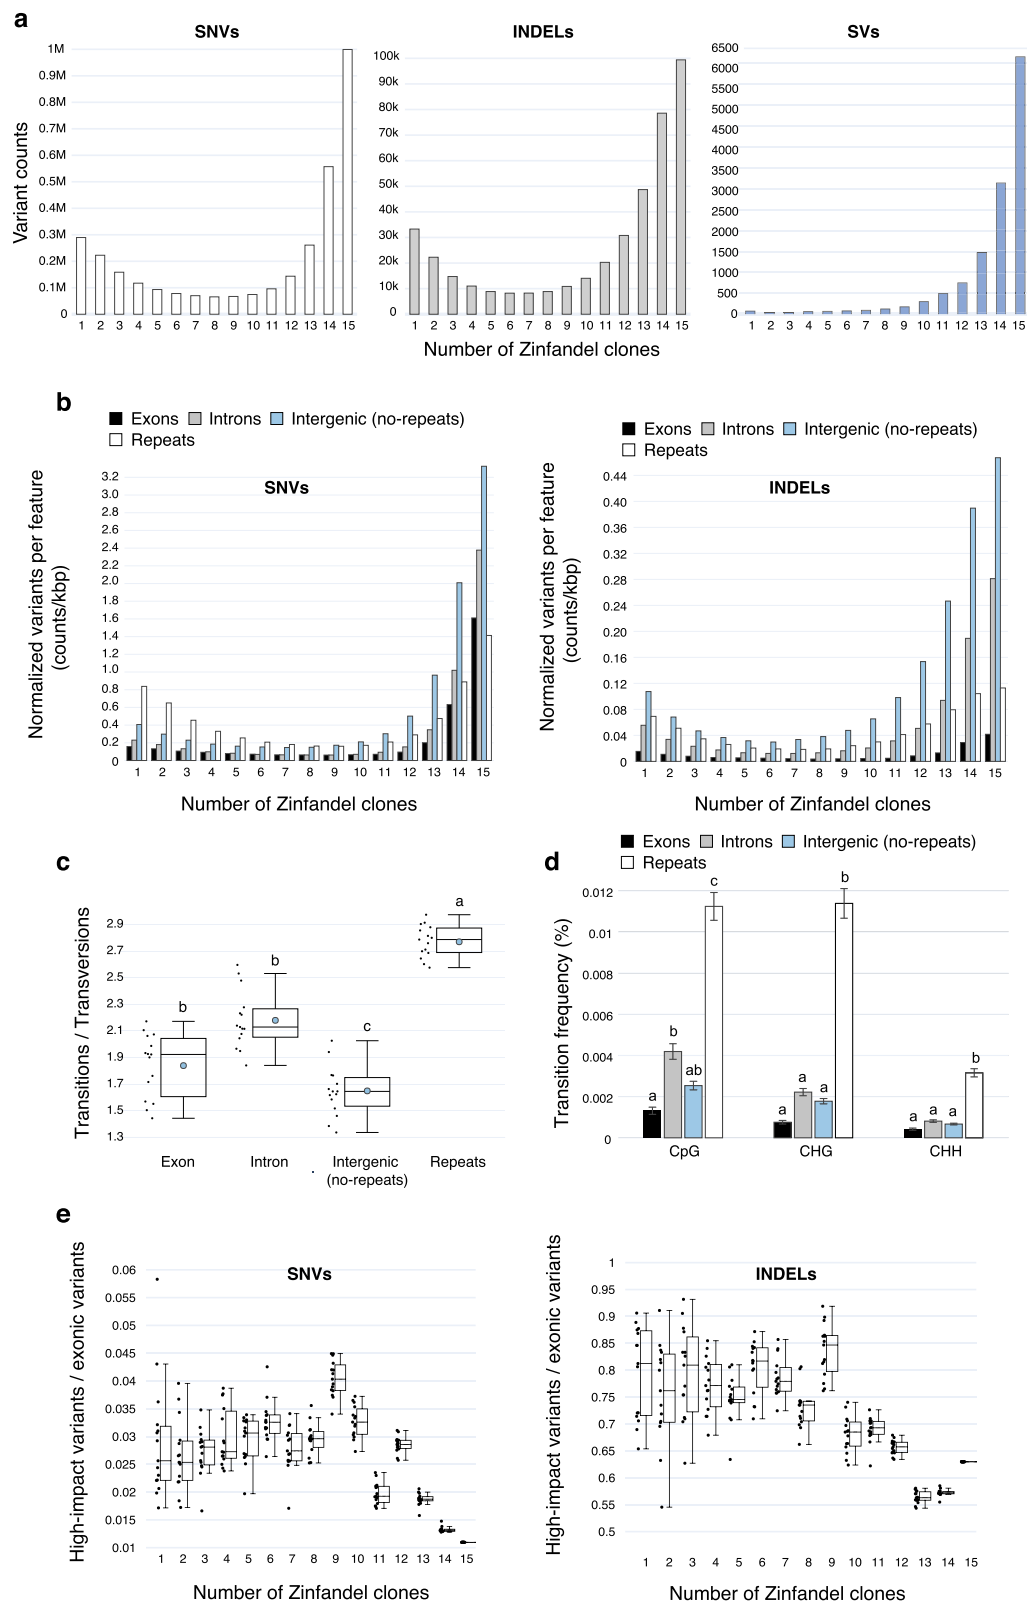 a
SNVs
INDELs
SVs
Variant counts
1M
0.9M
0.8M
0.7M
0.6M
0.5M
0.4M
0.3M
0.2M
0.1M
0
1 2 3 4 5 6 7 8 9 10 11 12 13 14 15
100k
90k
80k
70k
60k
50k
40k
30k
20k
10k
0
1 2 3 4 5 6 7 8 9 10 11 12 13 14 15
6500
6000
5500
5000
4500
4000
3500
3000
2500
2000
1500
1000
500
0
1 2 3 4 5 6 7 8 9 10 11 12 13 14 15
Number of Zinfandel clones
b
Exons Introns Intergenic (no-repeats)
Repeats
SNVs
Normalized variants per feature
(counts/kbp)
3.2
3.0
2.8
2.6
2.4
2.2
2.0
1.8
1.6
1.4
1.2
1.0
0.8
0.6
0.4
0.2
0
1 2 3 4 5 6 7 8 9 10 11 12 13 14 15
Number of Zinfandel clones
Exons Introns Intergenic (no-repeats)
Repeats
INDELs
Normalized variants per feature
(counts/kbp)
0.44
0.40
0.36
0.32
0.28
0.24
0.20
0.16
0.12
0.08
0.04
0
1 2 3 4 5 6 7 8 9 10 11 12 13 14 15
Number of Zinfandel clones
c
Transitions / Transversions
2.9
2.7
2.5
2.3
2.1
1.9
1.7
1.5
1.3
b
b
c
a
Exon Intron Intergenic Repeats
(no-repeats)
d
Exons Introns Intergenic (no-repeats)
Repeats
Transition frequency (%)
0.012
0.01
0.008
0.006
0.004
0.002
0
a b ab c
a a a b
a a a b
CpG CHG CHH
e
SNVs
High-impact variants / exonic variants
0.06
0.055
0.05
0.045
0.04
0.035
0.03
0.025
0.02
0.015
0.01
1 2 3 4 5 6 7 8 9 10 11 12 13 14 15
Number of Zinfandel clones
INDELs
High-impact variants / exonic variants
1
0.95
0.9
0.85
0.8
0.75
0.7
0.65
0.6
0.55
0.5
1 2 3 4 5 6 7 8 9 10 11 12 13 14 15
Number of Zinfandel clones